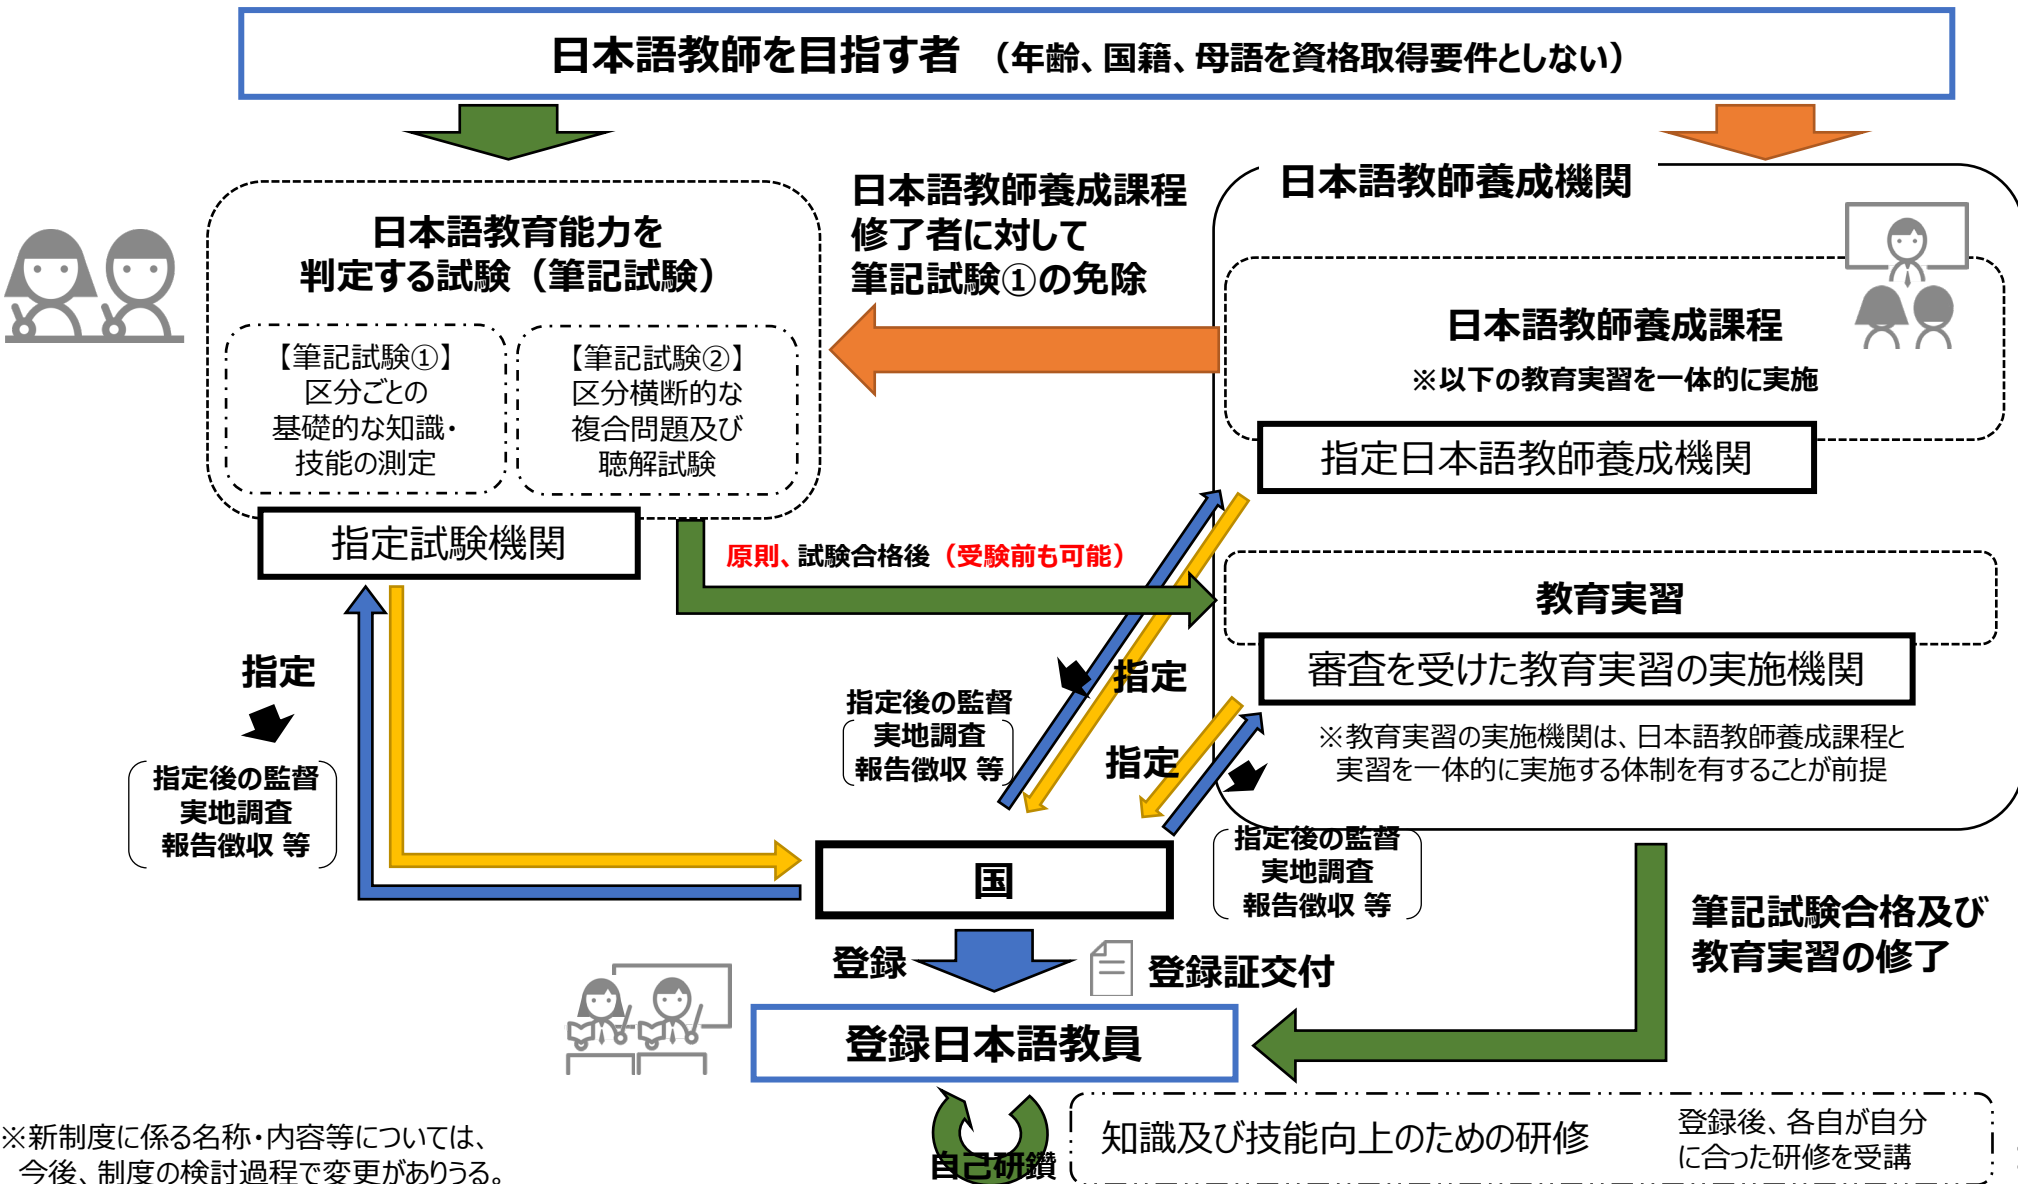 日本語教師を目指す者 （年齢、国籍、母語を資格取得要件としない）
日本語教育能力を
判定する試験（筆記試験）
【筆記試験①】
区分ごとの
基礎的な知識・
技能の測定
【筆記試験②】
区分横断的な
複合問題及び
聴解試験
指定試験機関
日本語教師養成課程
修了者に対して
筆記試験①の免除
日本語教師養成機関
日本語教師養成課程
※以下の教育実習を一体的に実施
指定日本語教師養成機関
原則、試験合格後（受験前も可能）
教育実習
審査を受けた教育実習の実施機関
※教育実習の実施機関は、日本語教師養成課程と
実習を一体的に実施する体制を有することが前提
指定
指定後の監督
実地調査
報告徴収 等
指定
指定後の監督
実地調査
報告徴収 等
指定
指定後の監督
実地調査
報告徴収 等
国
筆記試験合格及び
教育実習の修了
登録
登録証交付
登録日本語教員
自己研鑽
知識及び技能向上のための研修
登録後、各自が自分
に合った研修を受講
※新制度に係る名称・内容等については、
今後、制度の検討過程で変更がありうる。